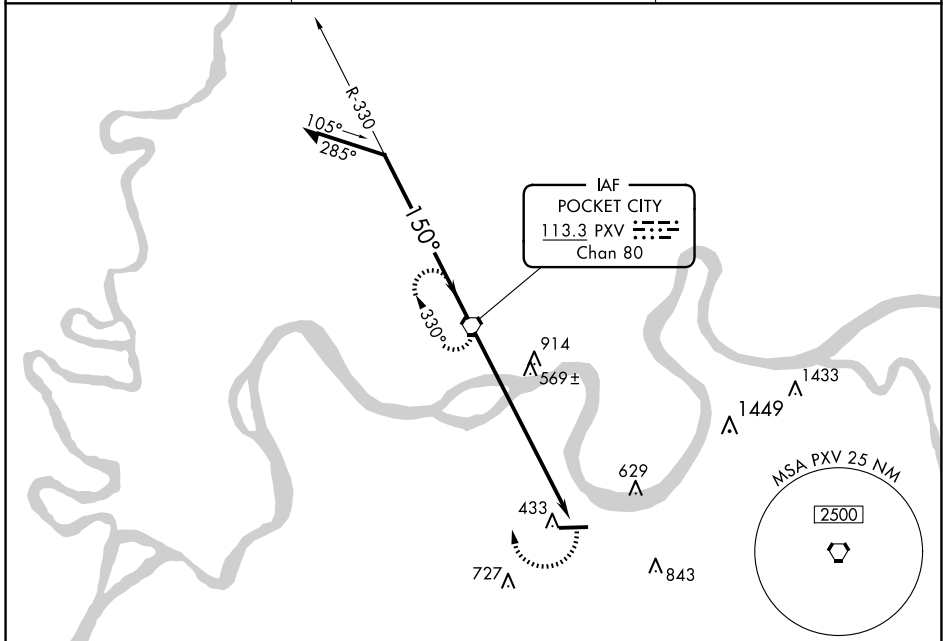 R-330
105°
285°
150°
IAF
POCKET CITY
113.3 PXV
Chan 80
330°
914
569±
1433
1449
629
433
727
843
MSA PXV 25 NM
2500